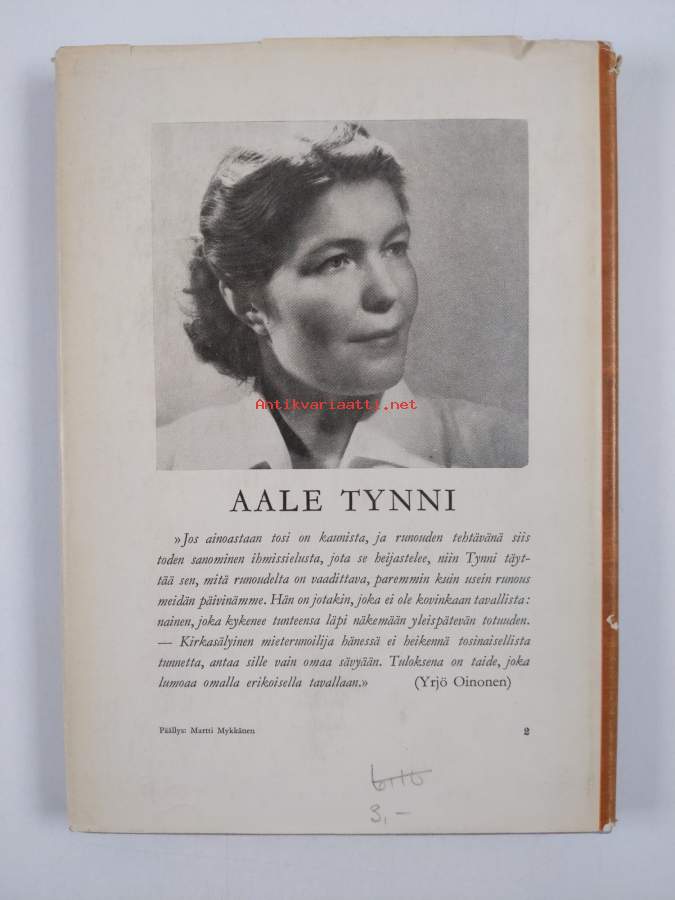 Antikvariaatti.net
AALE TYNNI
»Jos ainoastaan tosi on kaunista, ja runouden tehtävänä siis
toden sanominen ihmissielusta, jota se heijastelee, niin Tynni täyt-
tää sen, mitä runoudelta on vaadittava, paremmin kuin usein runous
meidän päivinämme. Hän on jotakin, joka ei ole kovinkaan tavallista:
nainen, joka kykenee tunteensa läpi näkemään yleispätevän totuuden.
— Kirkasälyinen mieterunoilija hänessä ei heikennä tosinaisellista
tunnetta, antaa sille vain omaa sävyään. Tuloksena on taide, joka
lumoaa omalla erikoisella tavallaan.» (Yrjö Oinonen)
Päällys: Martti Mykkänen 2
3,-